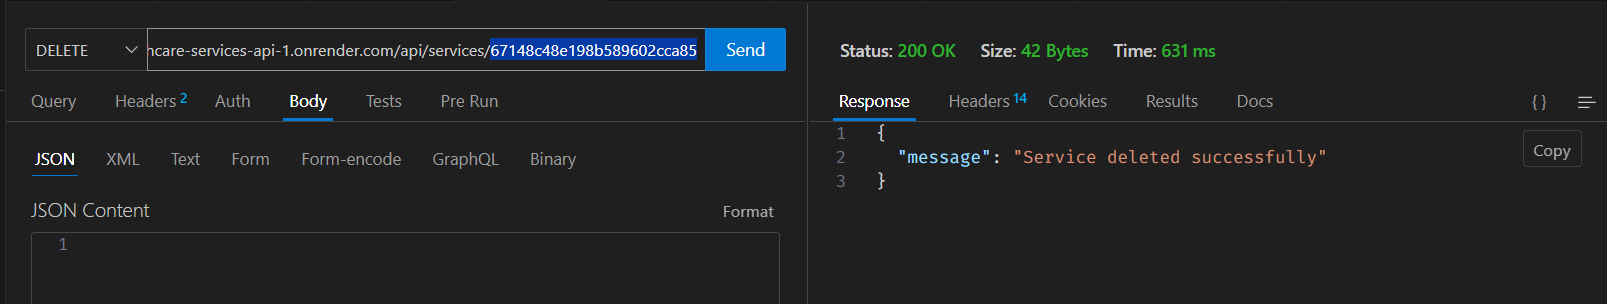 DELETE
ncare-services-api-1.onrender.com/api/services/67148c48e198b589602cca85
Send
Query Headers 2 Auth Body Tests Pre Run
JSON XML Text Form Form-encode GraphQL Binary
JSON Content
Format
1
Status: 200 OK Size: 42 Bytes Time: 631 ms
Response Headers 14 Cookies Results Docs { }
1 {
2 "message": "Service deleted successfully"
3 }
Copy